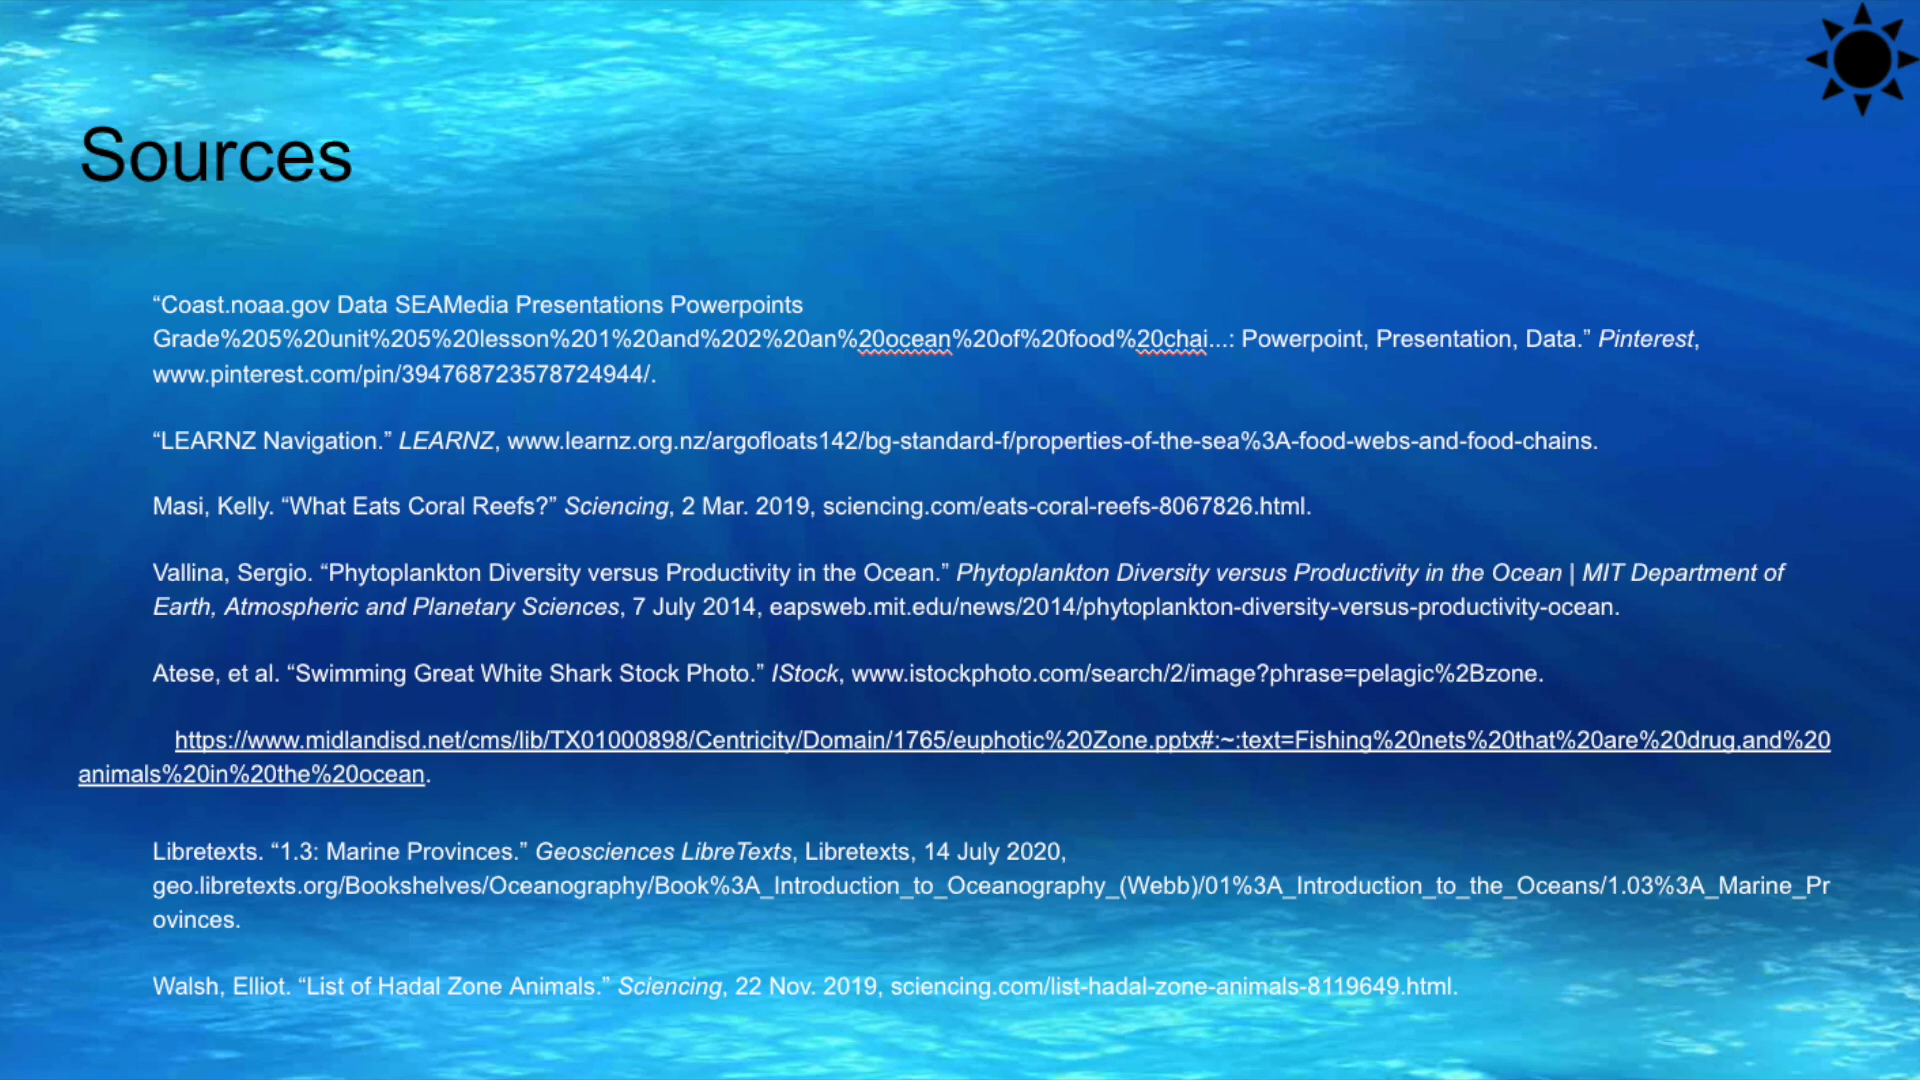 Sources
“Coast.noaa.gov Data SEAMedia Presentations Powerpoints
Grade%205%20unit%205%20lesson%201%20and%202%20an%20ocean%20of%20food%20chai...: Powerpoint, Presentation, Data.” Pinterest,
www.pinterest.com/pin/394768723578724944/.
“LEARNZ Navigation.” LEARNZ, www.learnz.org.nz/argofloats142/bg-standard-f/properties-of-the-sea%3A-food-webs-and-food-chains.
Masi, Kelly. “What Eats Coral Reefs?” Sciencing, 2 Mar. 2019, sciencing.com/eats-coral-reefs-8067826.html.
Vallina, Sergio. “Phytoplankton Diversity versus Productivity in the Ocean.” Phytoplankton Diversity versus Productivity in the Ocean | MIT Department of
Earth, Atmospheric and Planetary Sciences, 7 July 2014, eapsweb.mit.edu/news/2014/phytoplankton-diversity-versus-productivity-ocean.
Atese, et al. “Swimming Great White Shark Stock Photo.” IStock, www.istockphoto.com/search/2/image?phrase=pelagic%2Bzone.
https://www.midlandisd.net/cms/lib/TX01000898/Centricity/Domain/1765/euphotic%20Zone.pptx#:~:text=Fishing%20nets%20that%20are%20drug,and%20
animals%20in%20the%20ocean.
Libretexts. “1.3: Marine Provinces.” Geosciences LibreTexts, Libretexts, 14 July 2020,
geo.libretexts.org/Bookshelves/Oceanography/Book%3A_Introduction_to_Oceanography_(Webb)/01%3A_Introduction_to_the_Oceans/1.03%3A_Marine_Pr
ovinces.
Walsh, Elliot. “List of Hadal Zone Animals.” Sciencing, 22 Nov. 2019, sciencing.com/list-hadal-zone-animals-8119649.html.